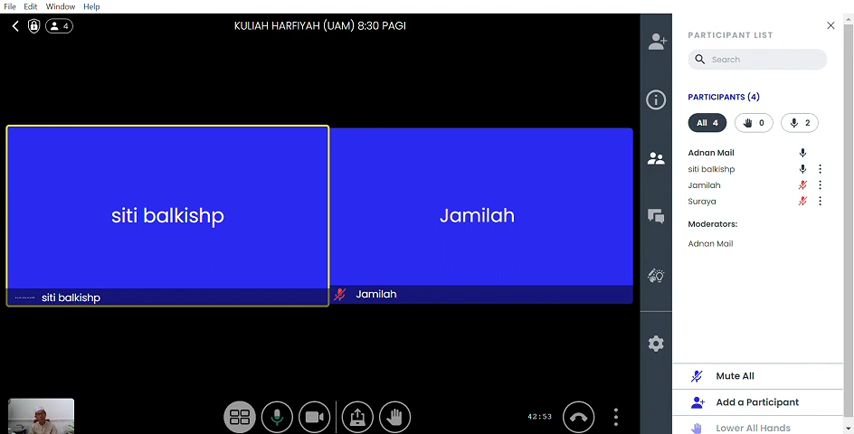 File Edit Window Help
4
KULIAH HARFIYAH (UAM) 8:30 PAGI
siti balkishp
Jamilah
siti balkishp
Jamilah
42:53
PARTICIPANT LIST
Search
PARTICIPANTS (4)
All 4 0 2
Adnan Mail
siti balkishp
Jamilah
Suraya
Moderators:
Adnan Mail
Mute All
Add a Participant
Lower All Hands